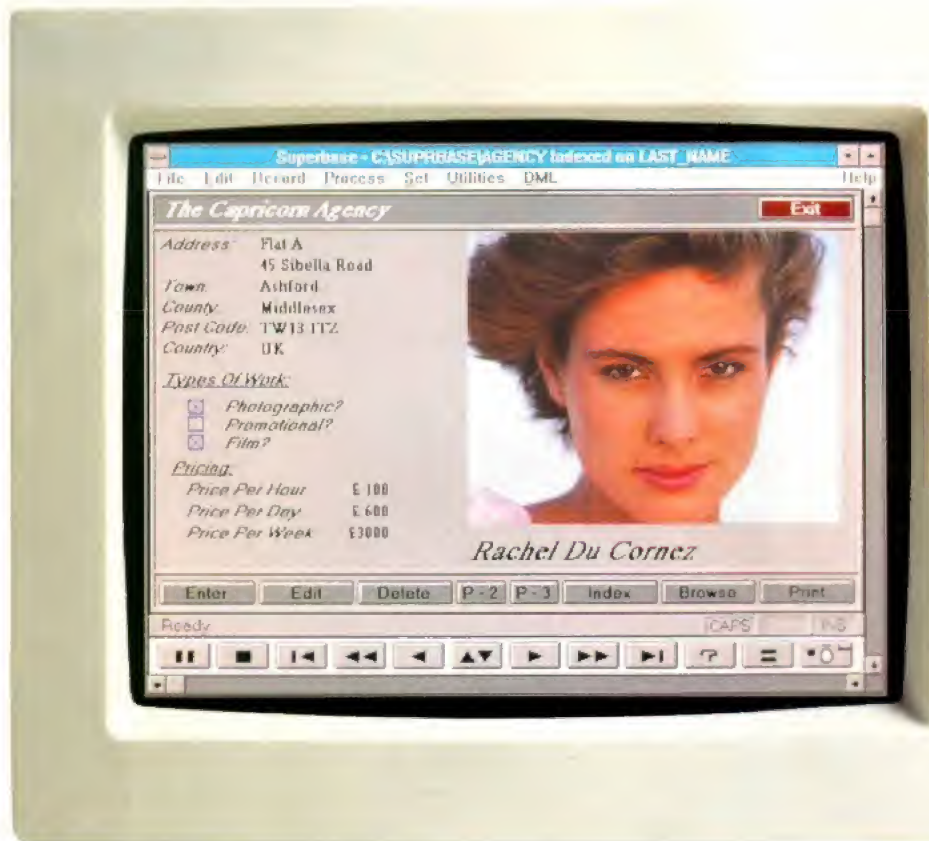 Superbase - C:\SUPRBASE\AGENCY Indexed on LAST_NAME
File Edit Record Process Set Utilities DML Help
The Capricorn Agency Exit
Address: Flat A
45 Sibella Road
Town: Ashford
County: Middlesex
Post Code: TW13 1TZ
Country: UK
Types Of Work:
Photographic?
Promotional?
Film?
Pricing:
Price Per Hour £ 100
Price Per Day £ 600
Price Per Week £3000
Rachel Du Cornez
Enter Edit Delete P - 2 P - 3 Index Browse Print
Ready CAPS INS